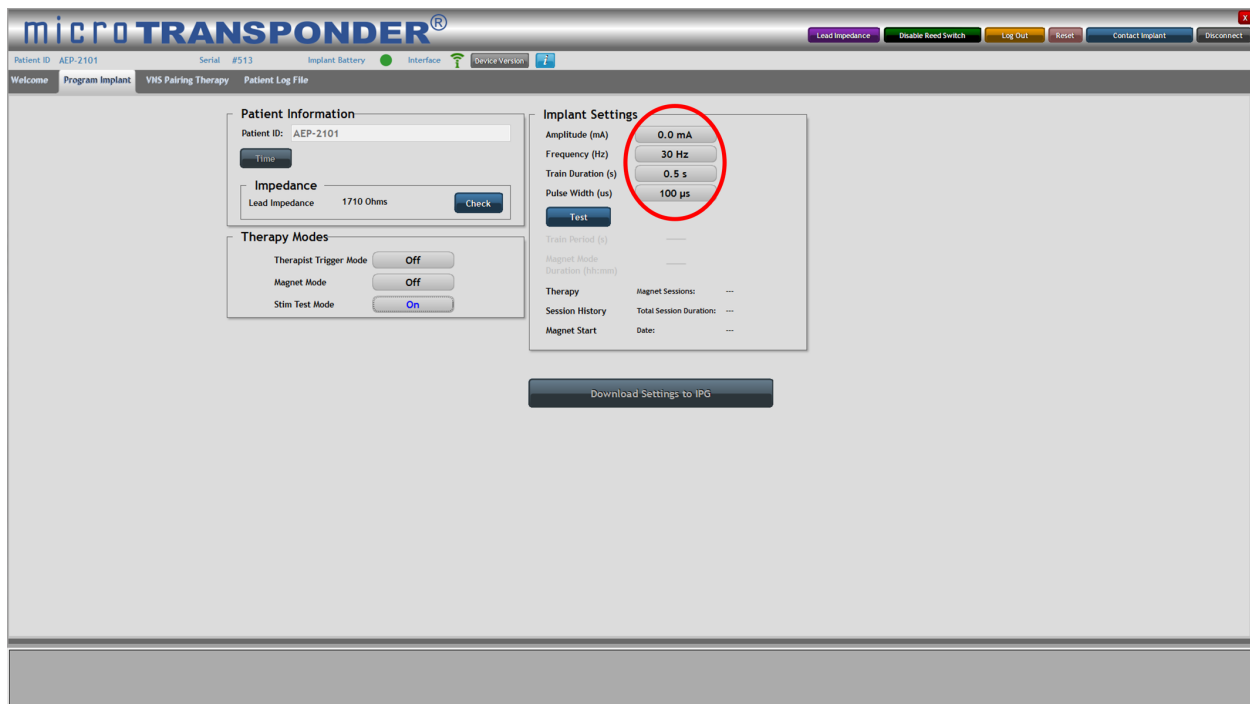 microTRANSPONDER®
X
Lead Impedance Disable Reed Switch Log Out Reset Contact Implant Disconnect
Patient ID AEP-2101 Serial #513 Implant Battery Interface Device Version i
Welcome Program Implant VNS Pairing Therapy Patient Log File
Patient Information
Patient ID: AEP-2101
Time
Impedance
Lead Impedance 1710 Ohms Check
Therapy Modes
Therapist Trigger Mode Off
Magnet Mode Off
Stim Test Mode On
Implant Settings
Amplitude (mA) 0.0 mA
Frequency (Hz) 30 Hz
Train Duration (s) 0.5 s
Pulse Width (us) 100 µs
Test
Train Period (s) ----
Magnet Mode
Duration (hh:mm) ----
Therapy Magnet Sessions: ---
Session History Total Session Duration: ---
Magnet Start Date: ---
Download Settings to IPG